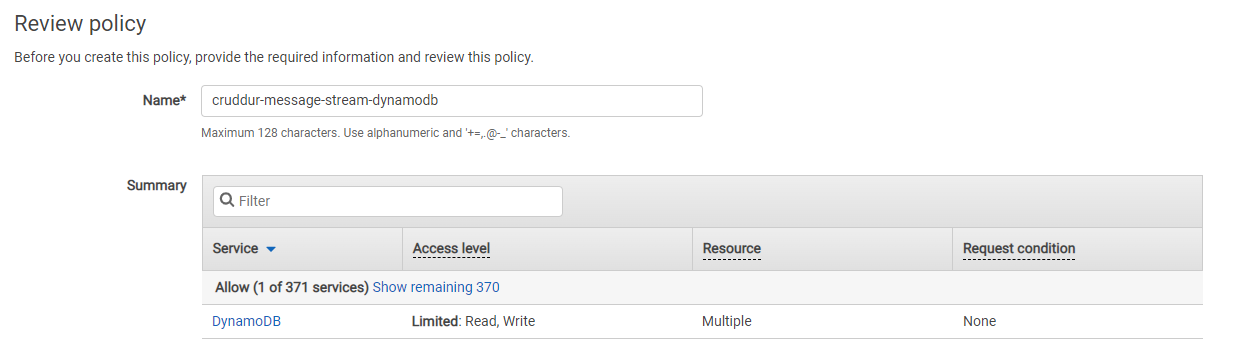 Review policy
Before you create this policy, provide the required information and review this policy.
Name* cruddur-message-stream-dynamodb
Maximum 128 characters. Use alphanumeric and '+=,.@-_' characters.
Summary
Filter
Service Access level Resource Request condition
Allow (1 of 371 services) Show remaining 370
DynamoDB Limited: Read, Write Multiple None